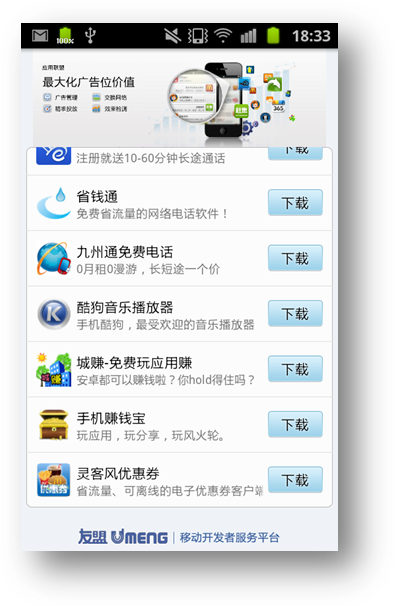 100%
18:33
应用联盟
最大化广告位价值
广告管理
交换网络
精准投放
效果检测
365
注册就送10-60分钟长途通话
下载
省钱通
免费省流量的网络电话软件！
下载
九州通免费电话
0月租0漫游，长短途一个价
下载
K
酷狗音乐播放器
手机酷狗，最受欢迎的音乐播放器
下载
城赚-免费玩应用赚
安卓都可以赚钱啦？你hold得住吗？
下载
手机赚钱宝
玩应用，玩分享，玩风火轮。
下载
优惠券
灵客风优惠券
省流量、可离线的电子优惠券客户端
下载
友盟 Umeng | 移动开发者服务平台